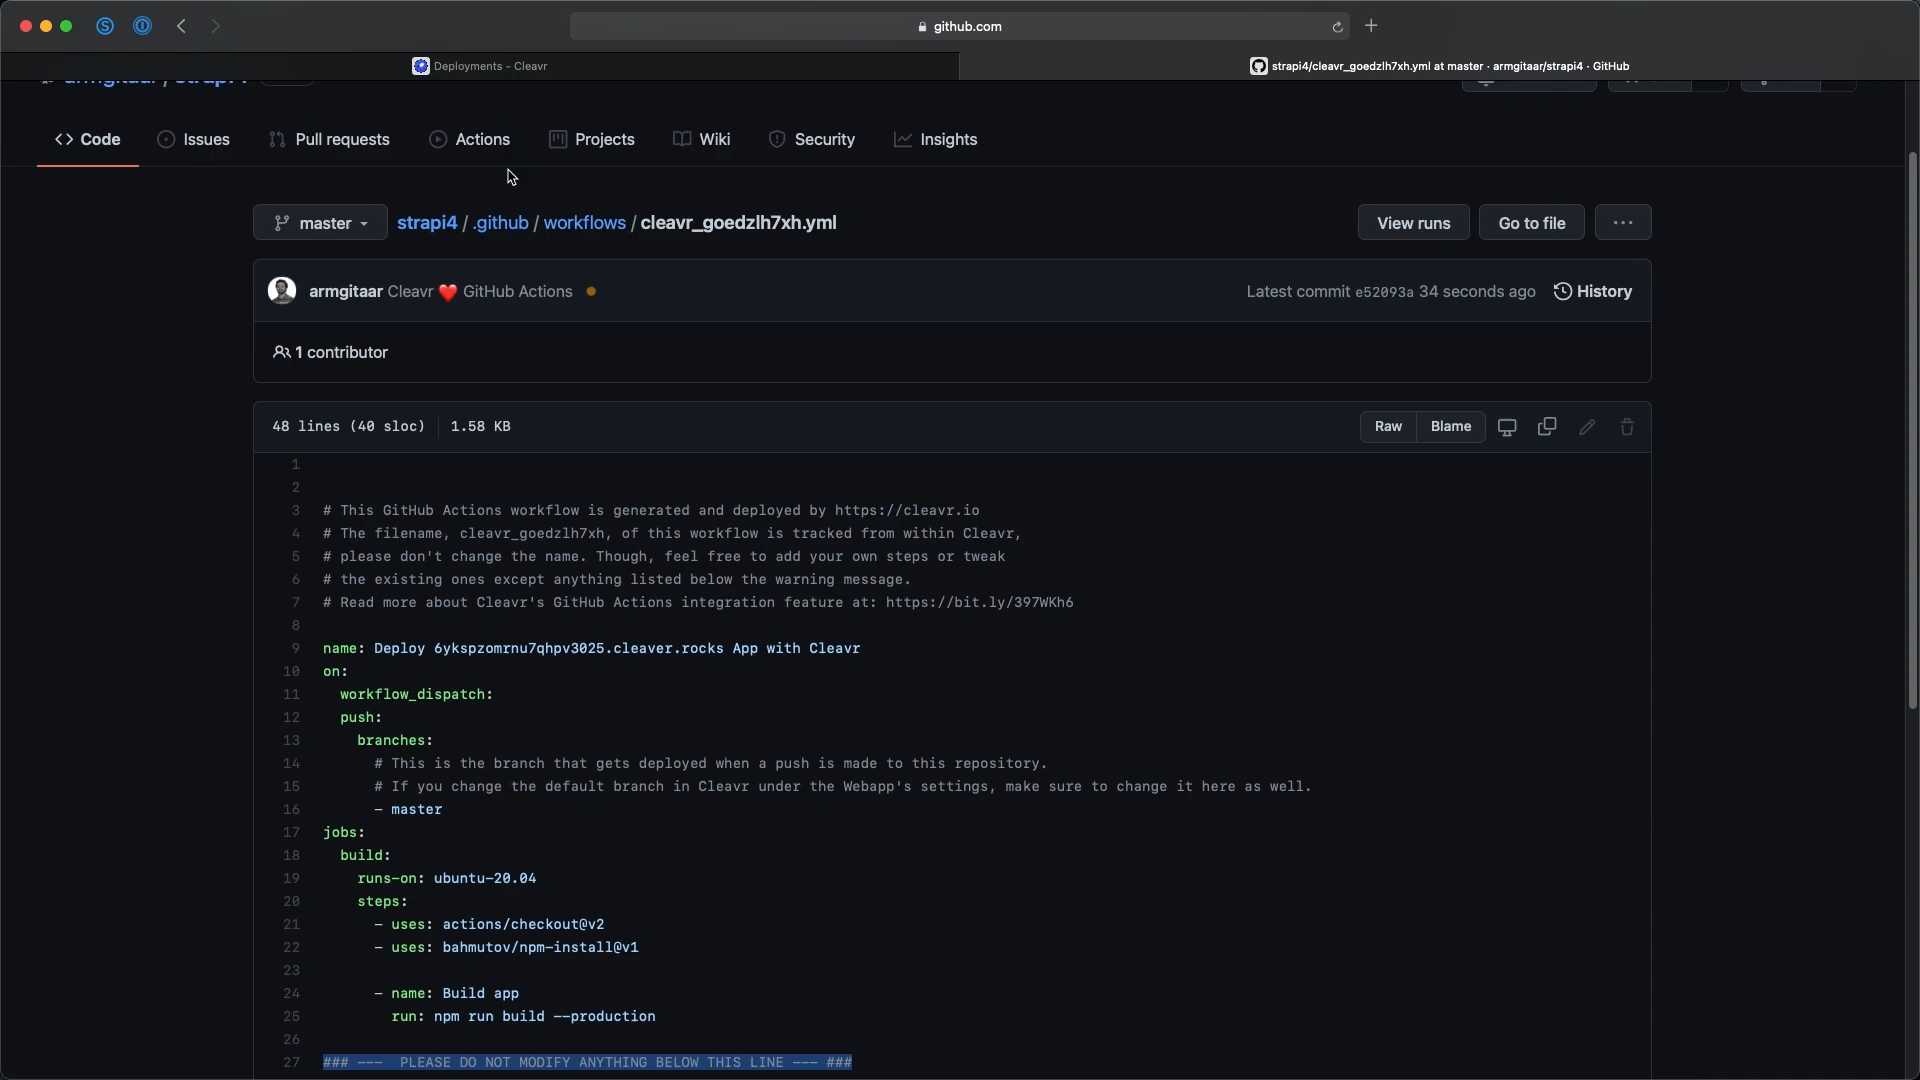 github.com
Deployments - Cleavr
strapi4/cleavr_goedzlh7xh.yml at master · armgitaar/strapi4 · GitHub
armgitaar / strapi4
<> Code Issues Pull requests Actions Projects Wiki Security Insights
master strapi4 / .github / workflows / cleavr_goedzlh7xh.yml View runs Go to file ···
armgitaar Cleavr ❤️ GitHub Actions Latest commit e52093a 34 seconds ago History
1 contributor
48 lines (40 sloc) 1.58 KB Raw Blame
1
2
3 # This GitHub Actions workflow is generated and deployed by https://cleavr.io
4 # The filename, cleavr_goedzlh7xh, of this workflow is tracked from within Cleavr,
5 # please don't change the name. Though, feel free to add your own steps or tweak
6 # the existing ones except anything listed below the warning message.
7 # Read more about Cleavr's GitHub Actions integration feature at: https://bit.ly/397WKh6
8
9 name: Deploy 6ykspzomrnu7qhpv3025.cleaver.rocks App with Cleavr
10 on:
11 workflow_dispatch:
12 push:
13 branches:
14 # This is the branch that gets deployed when a push is made to this repository.
15 # If you change the default branch in Cleavr under the Webapp's settings, make sure to change it here as well.
16 - master
17 jobs:
18 build:
19 runs-on: ubuntu-20.04
20 steps:
21 - uses: actions/checkout@v2
22 - uses: bahmutov/npm-install@v1
23
24 - name: Build app
25 run: npm run build --production
26
27 ### --- PLEASE DO NOT MODIFY ANYTHING BELOW THIS LINE --- ###